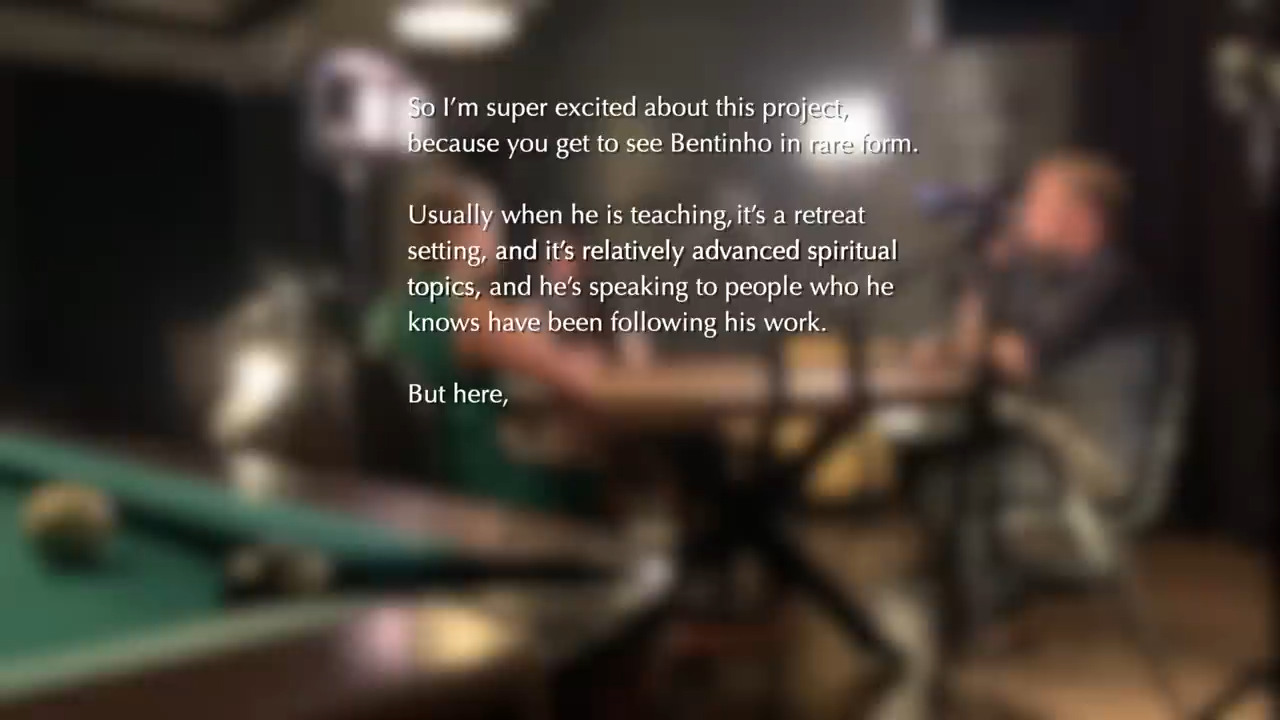 So I'm super excited about this project,
because you get to see Bentinho in rare form.
Usually when he is teaching, it's a retreat
setting, and it's relatively advanced spiritual
topics, and he's speaking to people who he
knows have been following his work.
But here,